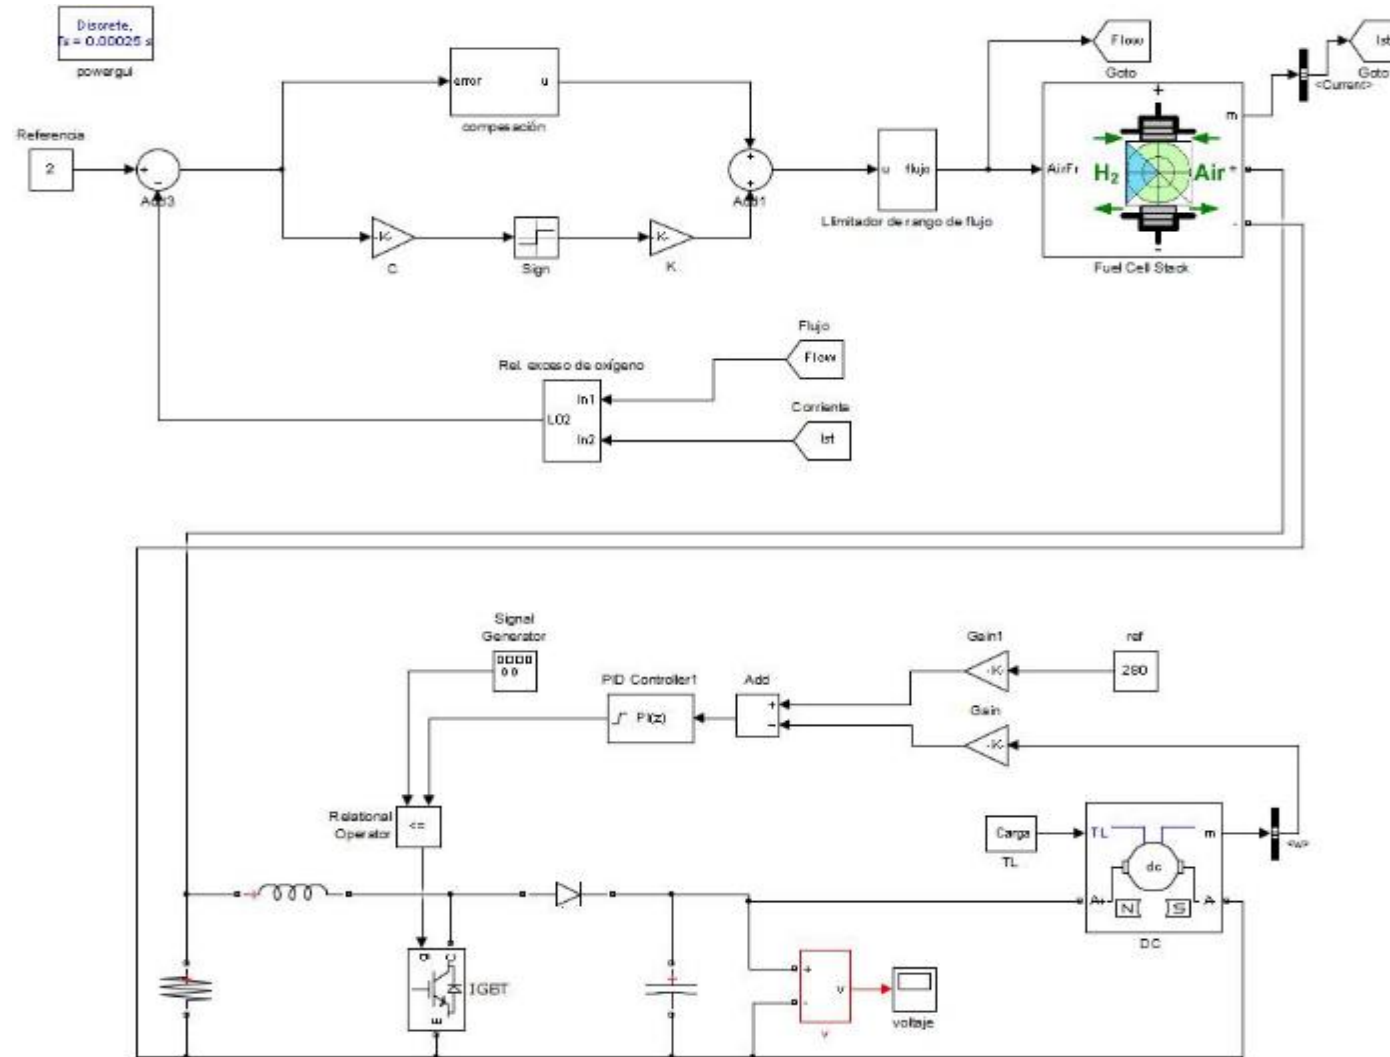 Discrete,
Ts = 0.00025 s
powergui
Referencia
2
Add3
error
u
compesación
C
-K-
Sign
K
-K-
+
-
+
+
Add1
u
flujo
Llimitador de rango de flujo
Flow
Goto
Ist
Goto
<Current>
AirFr
H2
Air
m
+
-
+
-
Fuel Cell Stack
Flujo
Flow
Rel. exceso de oxígeno
In1
LO2
In2
Corriente
Ist
Signal
Generator
PID Controller1
PI(z)
Add
+
-
Gain1
-K-
ref
280
Gain
-K-
Relational
Operator
<=
Carga
TL
TL
m
dc
A+
N
S
A-
DC
<w>
g
C
E
IGBT
+
-
v
v
voltaje